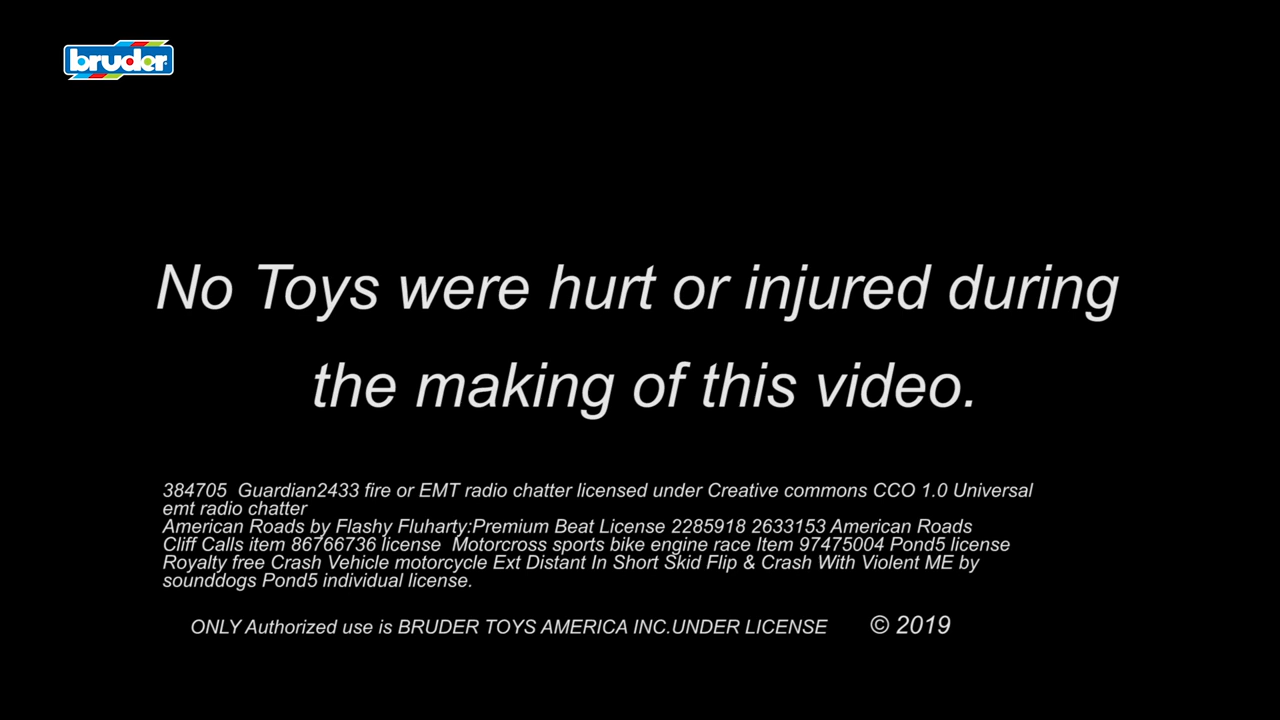 bruder
No Toys were hurt or injured during
the making of this video.
384705  Guardian2433 fire or EMT radio chatter licensed under Creative commons CCO 1.0 Universal
emt radio chatter
American Roads by Flashy Fluharty:Premium Beat License 2285918 2633153 American Roads
Cliff Calls item 86766736 license  Motorcross sports bike engine race Item 97475004 Pond5 license
Royalty free Crash Vehicle motorcycle Ext Distant In Short Skid Flip & Crash With Violent ME by
sounddogs Pond5 individual license.
ONLY Authorized use is BRUDER TOYS AMERICA INC.UNDER LICENSE © 2019